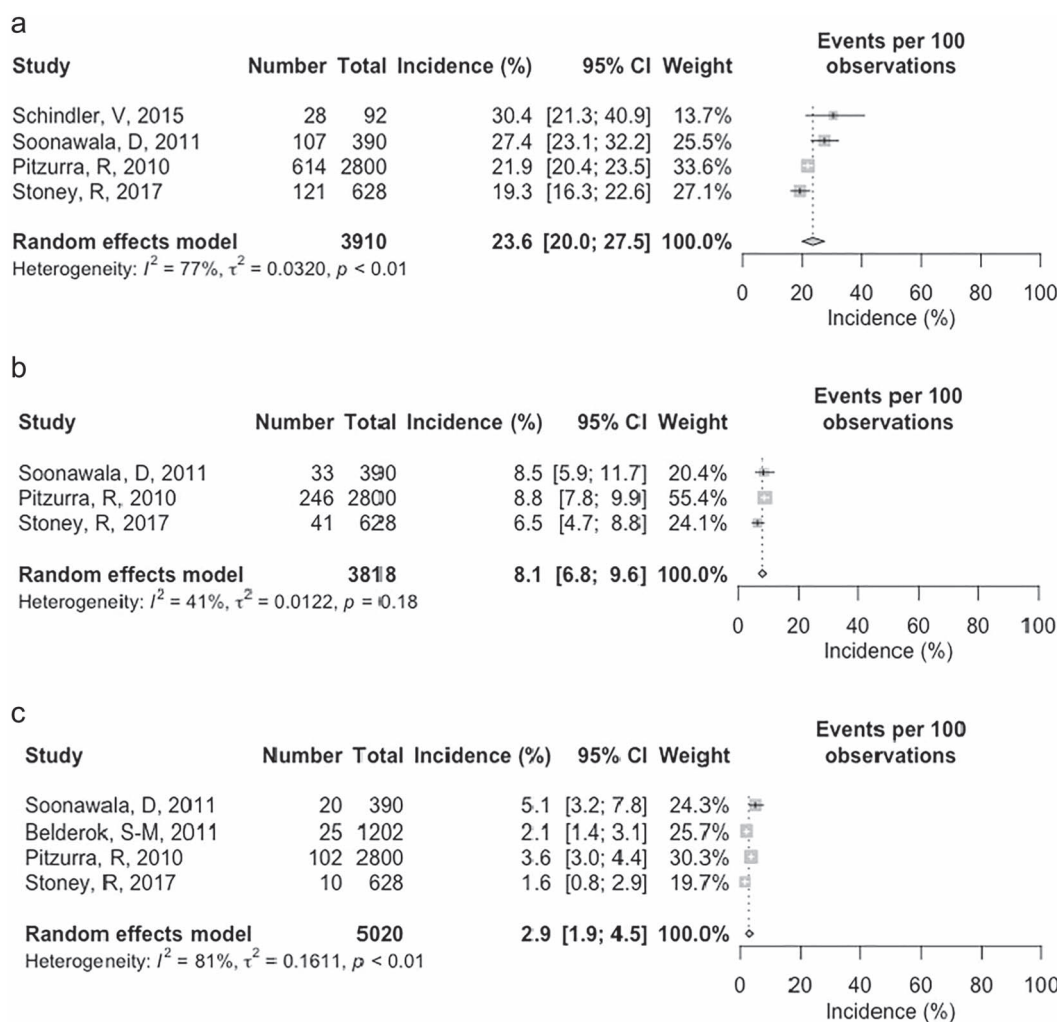 a
Events per 100
Study Number Total Incidence (%) 95% CI Weight observations
Schindler, V, 2015 28 92 30.4 [21.3; 40.9] 13.7%
Soonawala, D, 2011 107 390 27.4 [23.1; 32.2] 25.5%
Pitzurra, R, 2010 614 2800 21.9 [20.4; 23.5] 33.6%
Stoney, R, 2017 121 628 19.3 [16.3; 22.6] 27.1%
Random effects model 3910 23.6 [20.0; 27.5] 100.0%
Heterogeneity: I² = 77%, τ² = 0.0320, p < 0.01
0 20 40 60 80 100
Incidence (%)
b
Events per 100
Study Number Total Incidence (%) 95% CI Weight observations
Soonawala, D, 2011 33 390 8.5 [5.9; 11.7] 20.4%
Pitzurra, R, 2010 246 2800 8.8 [7.8; 9.9] 55.4%
Stoney, R, 2017 41 628 6.5 [4.7; 8.8] 24.1%
Random effects model 3818 8.1 [6.8; 9.6] 100.0%
Heterogeneity: I² = 41%, τ² = 0.0122, p = 0.18
0 20 40 60 80 100
Incidence (%)
c
Events per 100
Study Number Total Incidence (%) 95% CI Weight observations
Soonawala, D, 2011 20 390 5.1 [3.2; 7.8] 24.3%
Belderok, S-M, 2011 25 1202 2.1 [1.4; 3.1] 25.7%
Pitzurra, R, 2010 102 2800 3.6 [3.0; 4.4] 30.3%
Stoney, R, 2017 10 628 1.6 [0.8; 2.9] 19.7%
Random effects model 5020 2.9 [1.9; 4.5] 100.0%
Heterogeneity: I² = 81%, τ² = 0.1611, p < 0.01
0 20 40 60 80 100
Incidence (%)